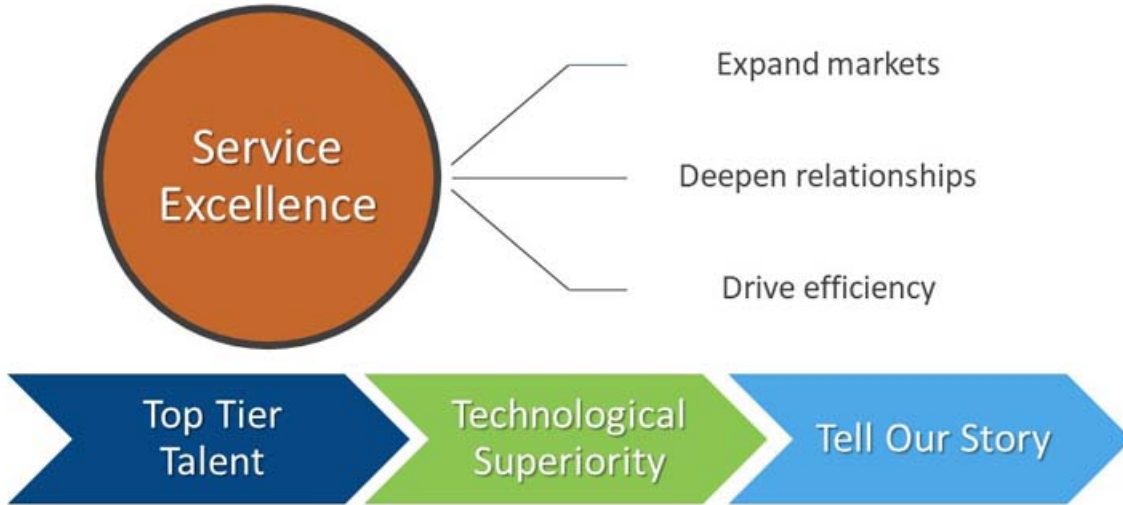 Service
Excellence
Expand markets
Deepen relationships
Drive efficiency
Top Tier
Talent
Technological
Superiority
Tell Our Story